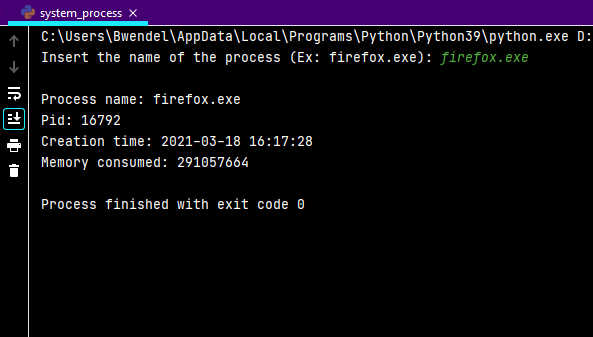 system_process
C:\Users\Bwendel\AppData\Local\Programs\Python\Python39\python.exe D:
Insert the name of the process (Ex: firefox.exe): firefox.exe
Process name: firefox.exe
Pid: 16792
Creation time: 2021-03-18 16:17:28
Memory consumed: 291057664
Process finished with exit code 0